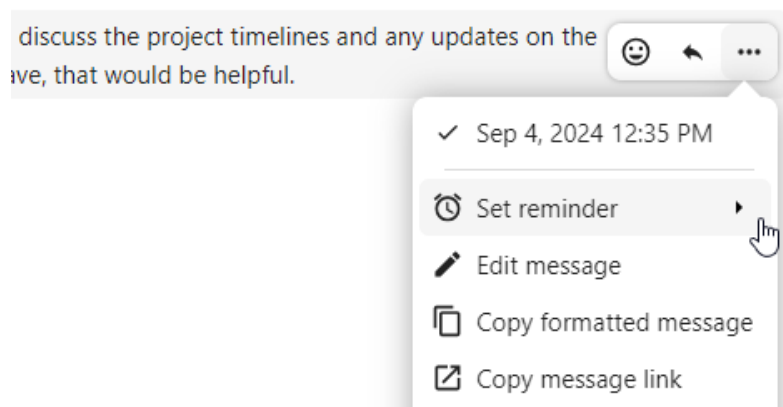 discuss the project timelines and any updates on the
that would be helpful.
Sep 4, 2024 12:35 PM
Set reminder
Edit message
Copy formatted message
Copy message link